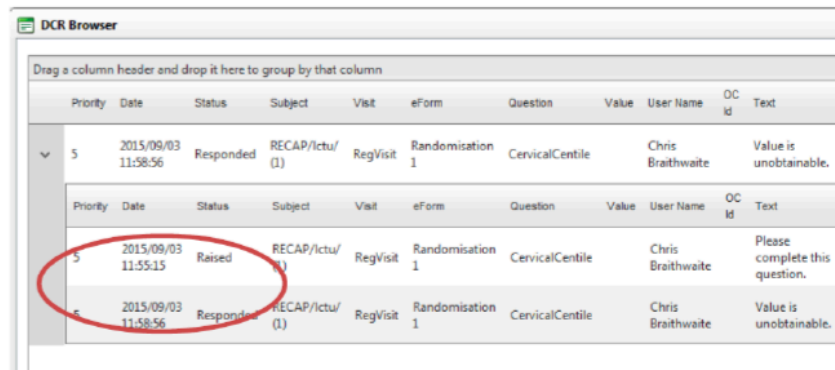 DCR Browser
Drag a column header and drop it here to group by that column
Priority Date Status Subject Visit eForm Question Value User Name OC Id Text
5 2015/09/03 11:58:56 Responded RECAP/lctu/ (1) RegVisit Randomisation 1 CervicalCentile Chris Braithwaite Value is unobtainable.
Priority Date Status Subject Visit eForm Question Value User Name OC Id Text
5 2015/09/03 11:55:15 Raised RECAP/lctu/ (1) RegVisit Randomisation 1 CervicalCentile Chris Braithwaite Please complete this question.
5 2015/09/03 11:58:56 Responded RECAP/lctu/ (1) RegVisit Randomisation 1 CervicalCentile Chris Braithwaite Value is unobtainable.